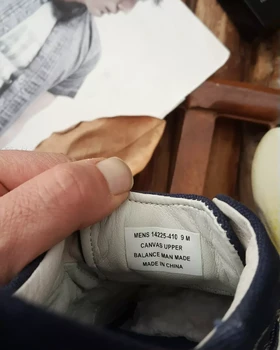 MENS 14225-410 9 M
CANVAS UPPER
BALANCE MAN MADE
MADE IN CHINA